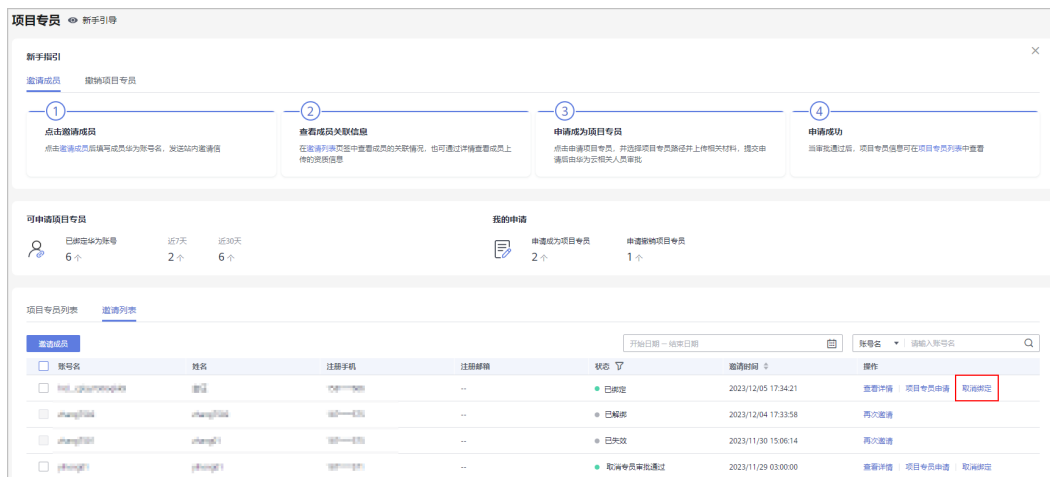 项目专员 新手引导
新手指引
邀请成员 撤销项目专员
1 2 3 4
点击邀请成员 查看成员关联信息 申请成为项目专员 申请成功
点击邀请成员后填写成员华为账号名，发送站内邀请信 在邀请列表页签中查看成员的关联情况，也可通过详情查看成员上 点击申请项目专员，并选择项目专员路径并上传相关材料，提交申 当审批通过后，项目专员信息可在项目专员列表中查看
传的资质信息 请后由华为云相关人员审批
可申请项目专员 我的申请
已绑定华为账号 近7天 近30天 申请成为项目专员 申请撤销项目专员
6 个 2 个 6 个 2 个 1 个
项目专员列表 邀请列表
邀请成员 开始日期 – 结束日期 账号名 请输入账号名
账号名 姓名 注册手机 注册邮箱 状态 邀请时间 操作
-- 已绑定 2023/12/05 17:34:21 查看详情 项目专员申请 取消绑定
-- 已解绑 2023/12/04 17:33:58 再次邀请
-- 已失效 2023/11/30 15:06:14 再次邀请
-- 取消专员审批通过 2023/11/29 03:00:00 查看详情 项目专员申请 取消绑定